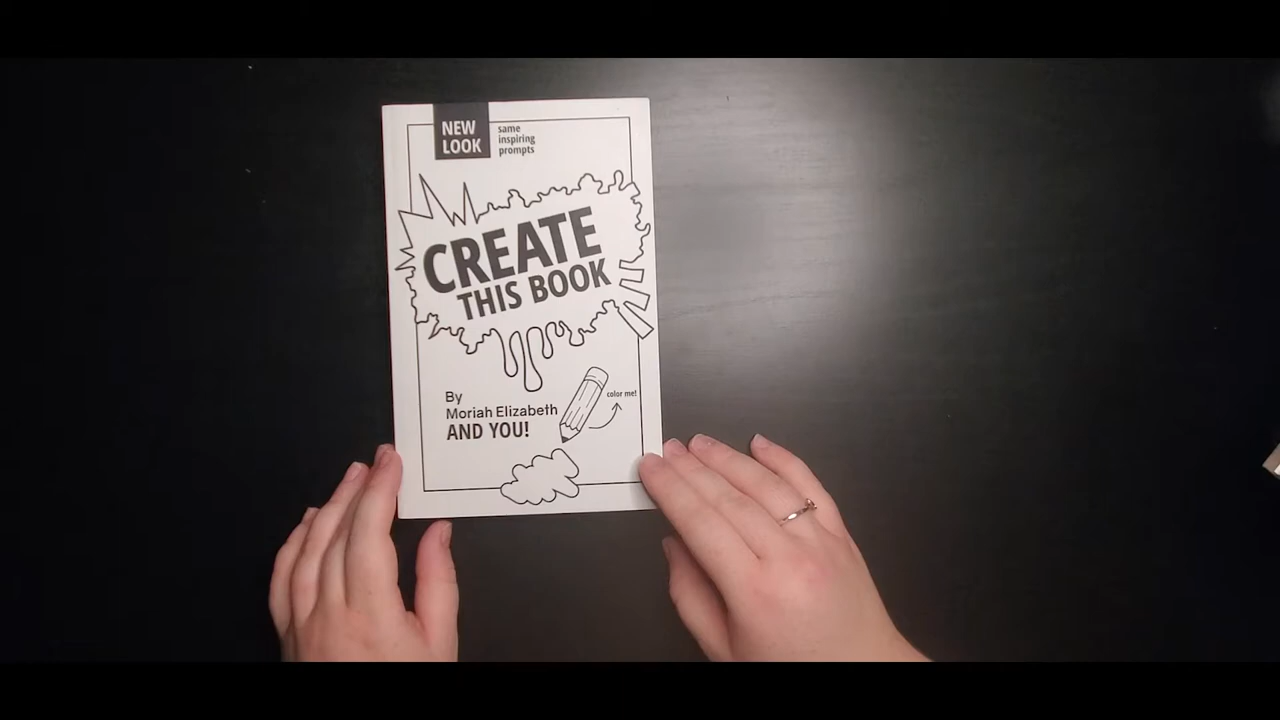 NEW
LOOK
same
inspiring
prompts
CREATE
THIS BOOK
By
Moriah Elizabeth
AND YOU!
color me!